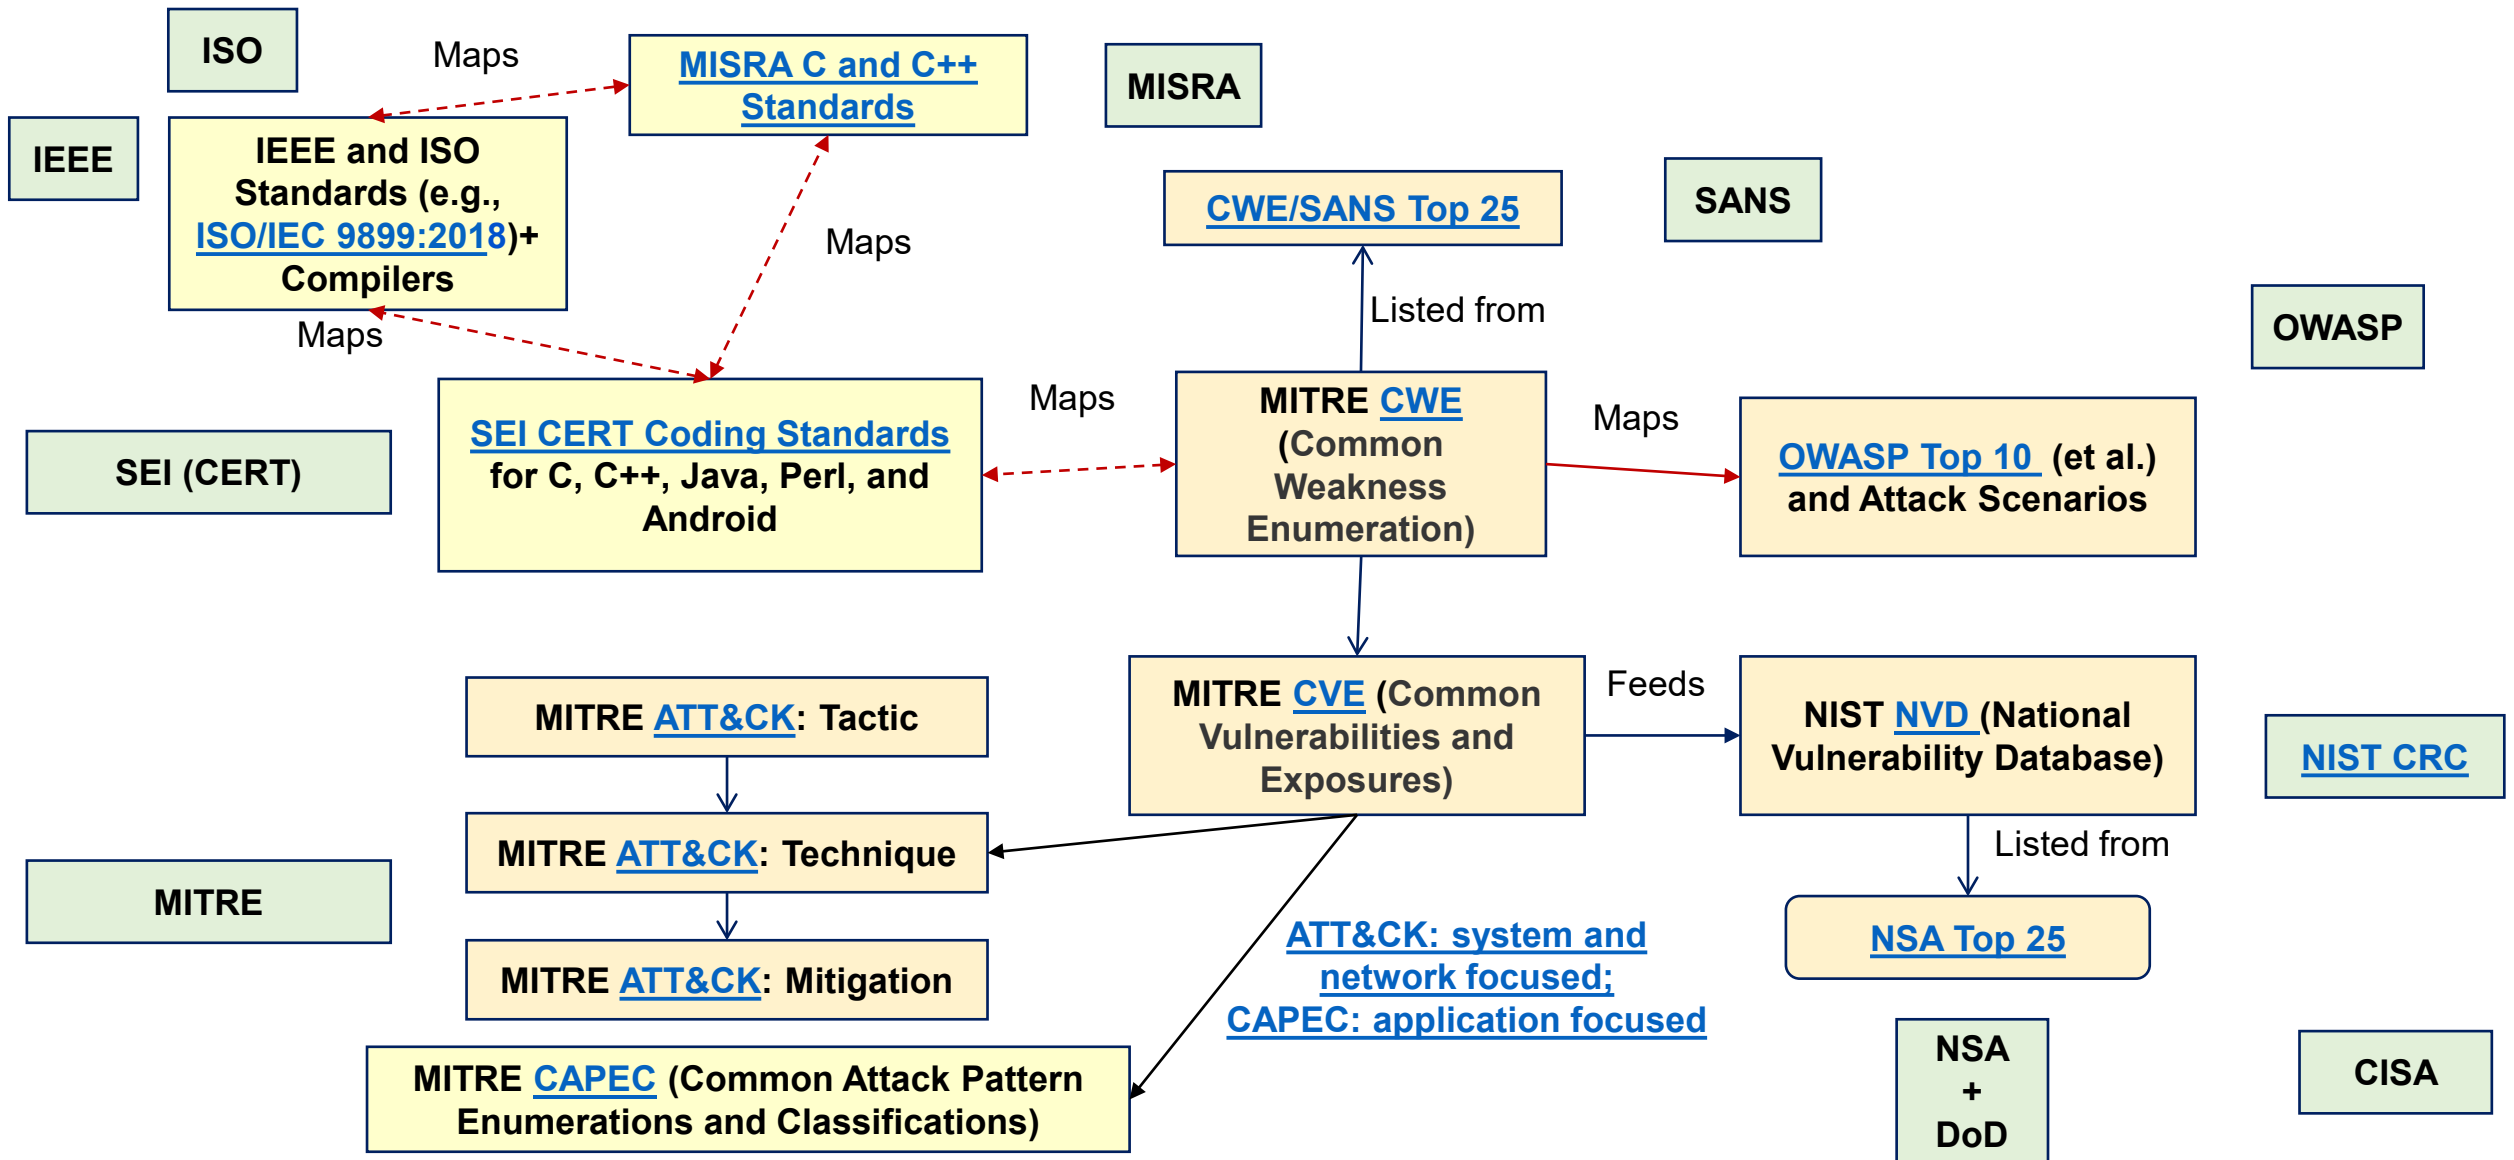 ISO
Maps
MISRA C and C++
Standards
MISRA
IEEE
IEEE and ISO
Standards (e.g.,
ISO/IEC 9899:2018)+
Compilers
SANS
CWE/SANS Top 25
Maps
Listed from
Maps
OWASP
SEI (CERT)
SEI CERT Coding Standards
for C, C++, Java, Perl, and
Android
Maps
MITRE CWE
(Common
Weakness
Enumeration)
Maps
OWASP Top 10 (et al.)
and Attack Scenarios
MITRE ATT&CK: Tactic
MITRE CVE (Common
Vulnerabilities and
Exposures)
Feeds
NIST NVD (National
Vulnerability Database)
NIST CRC
MITRE ATT&CK: Technique
Listed from
MITRE
MITRE ATT&CK: Mitigation
ATT&CK: system and
network focused;
CAPEC: application focused
NSA Top 25
MITRE CAPEC (Common Attack Pattern
Enumerations and Classifications)
NSA
+
DoD
CISA